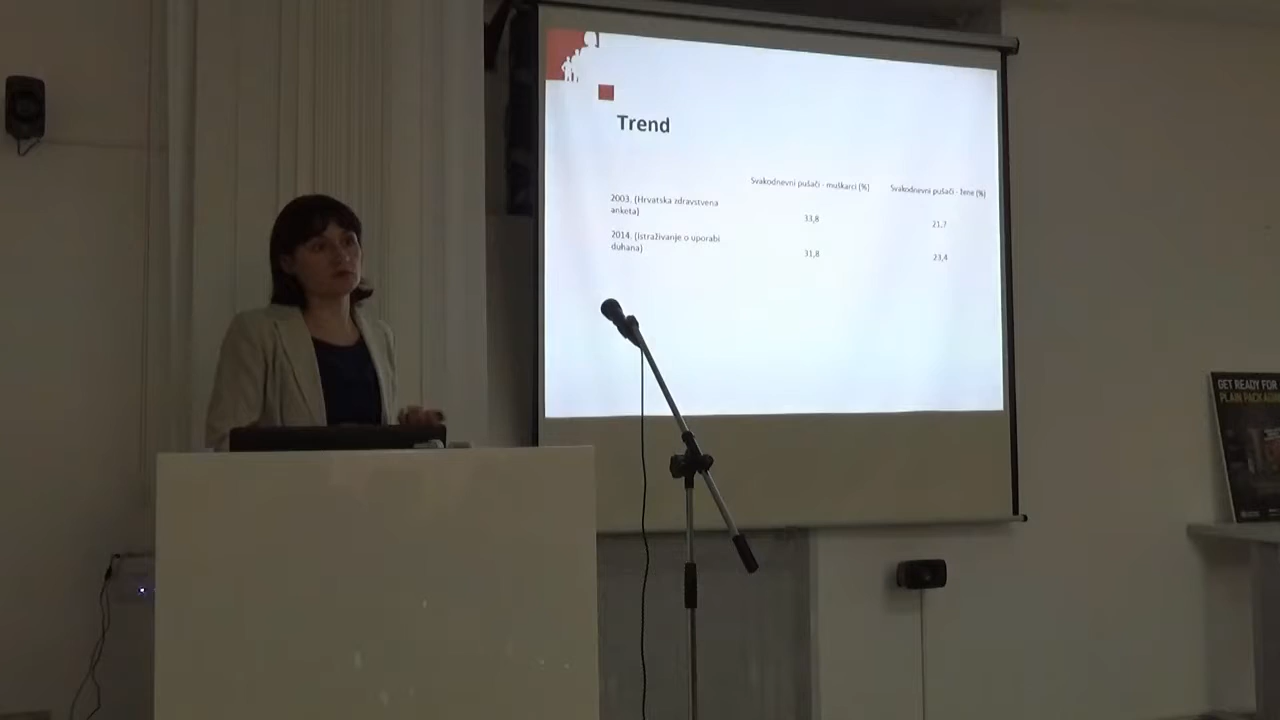 Trend
Svakodnevni pušači - muškarci (%)
Svakodnevni pušači - žene (%)
2003. (Hrvatska zdravstvena
anketa)
33,8
21,7
2014. (Istraživanje o uporabi
duhana)
31,8
23,4
GET READY FOR
PLAIN PACKAGING